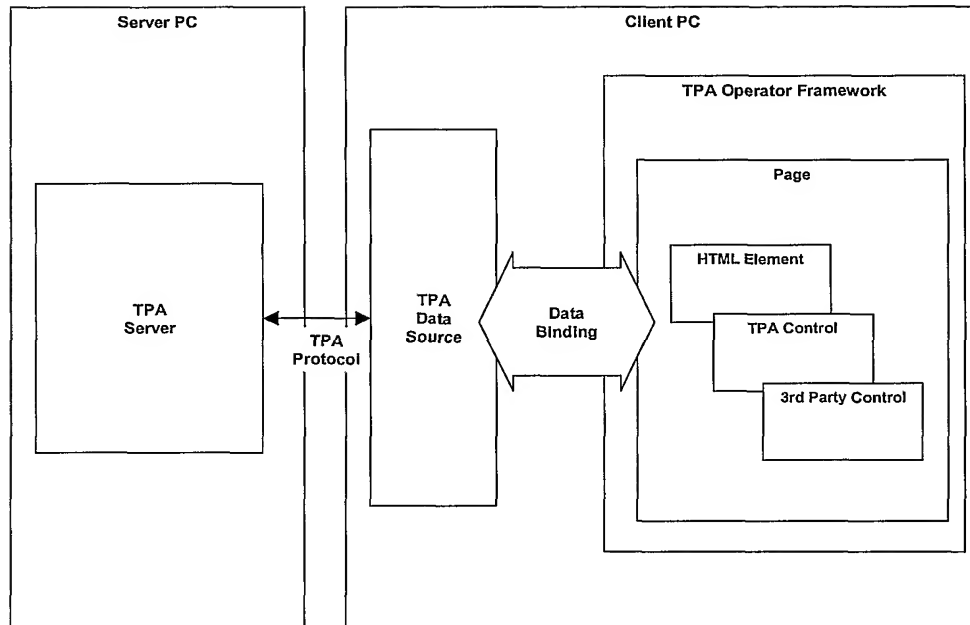 Server PC
Client PC
TPA Operator Framework
Page
HTML Element
TPA Control
3rd Party Control
TPA
Server
TPA
Protocol
TPA
Data
Source
Data
Binding